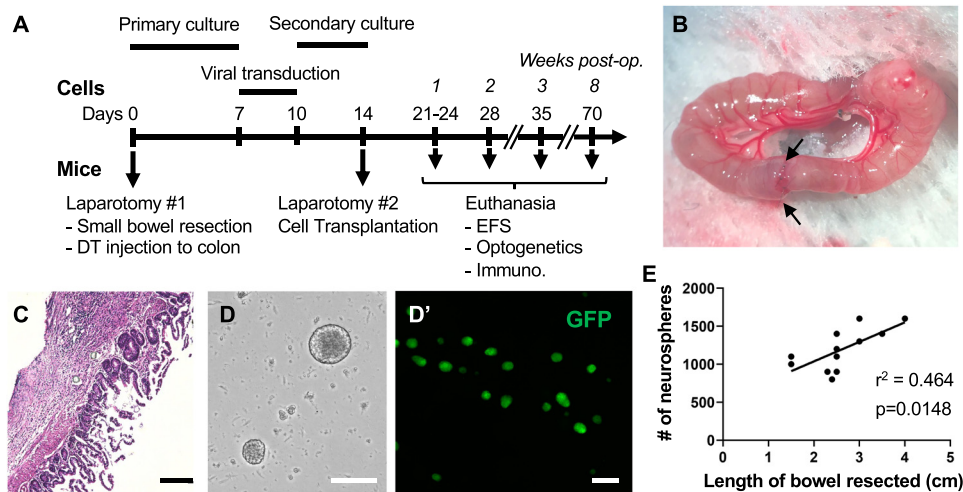 A
Primary culture
Secondary culture
Viral transduction
Weeks post-op.
Cells
1 2 3 8
Days 0 7 10 14 21-24 28 35 70
Mice
Laparotomy #1
- Small bowel resection
- DT injection to colon
Laparotomy #2
Cell Transplantation
Euthanasia
- EFS
- Optogenetics
- Immuno.
B
C
D
D’
GFP
E
# of neurospheres
2000
1500
1000
500
0
0 1 2 3 4 5
r² = 0.464
p=0.0148
Length of bowel resected (cm)